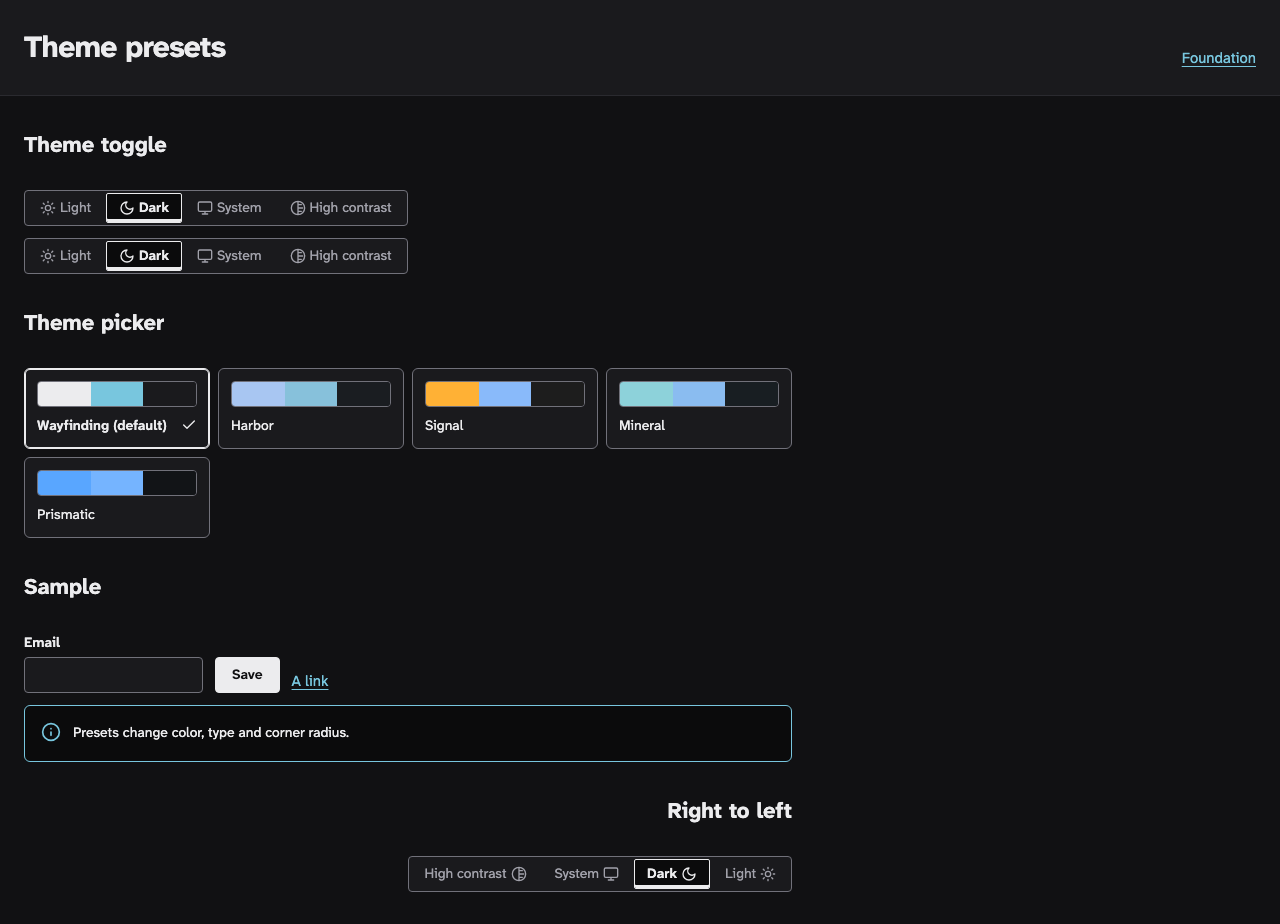 Theme presets
Foundation
Theme toggle
Light Dark System High contrast
Light Dark System High contrast
Theme picker
Wayfinding (default) Harbor Signal Mineral
Prismatic
Sample
Email
Save A link
Presets change color, type and corner radius.
Right to left
High contrast System Dark Light